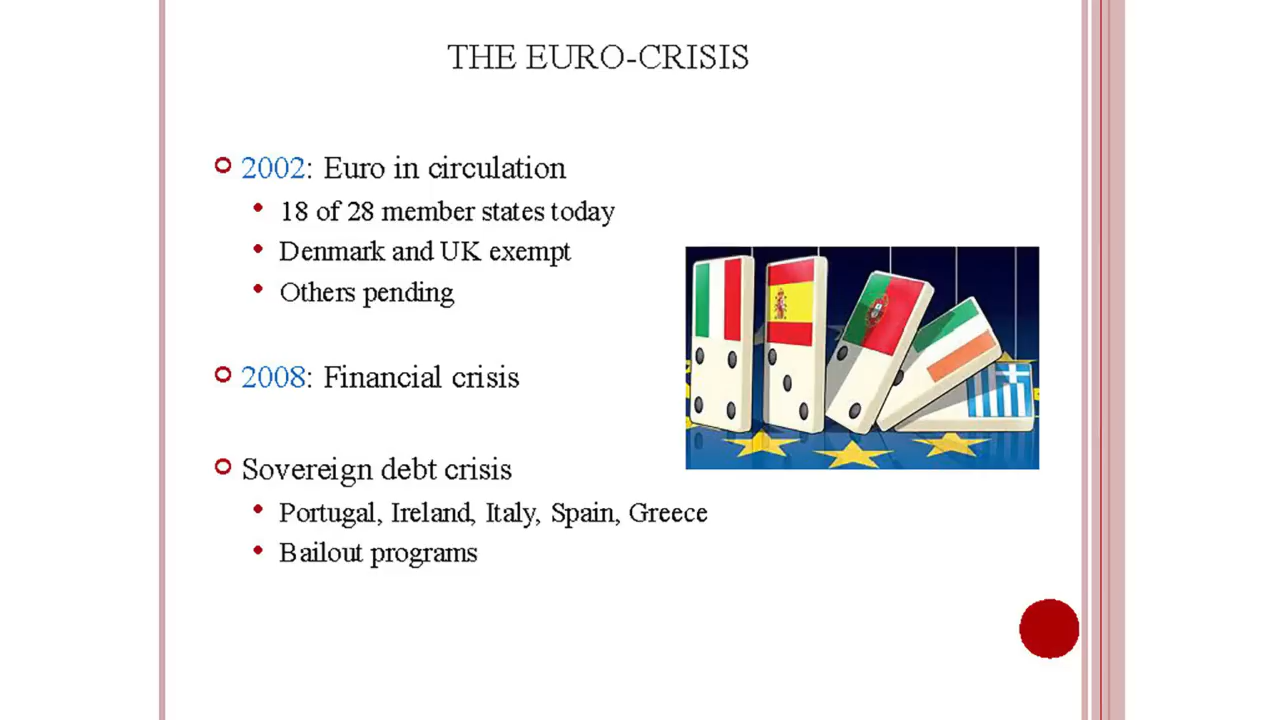 THE EURO-CRISIS
2002: Euro in circulation
18 of 28 member states today
Denmark and UK exempt
Others pending
2008: Financial crisis
Sovereign debt crisis
Portugal, Ireland, Italy, Spain, Greece
Bailout programs